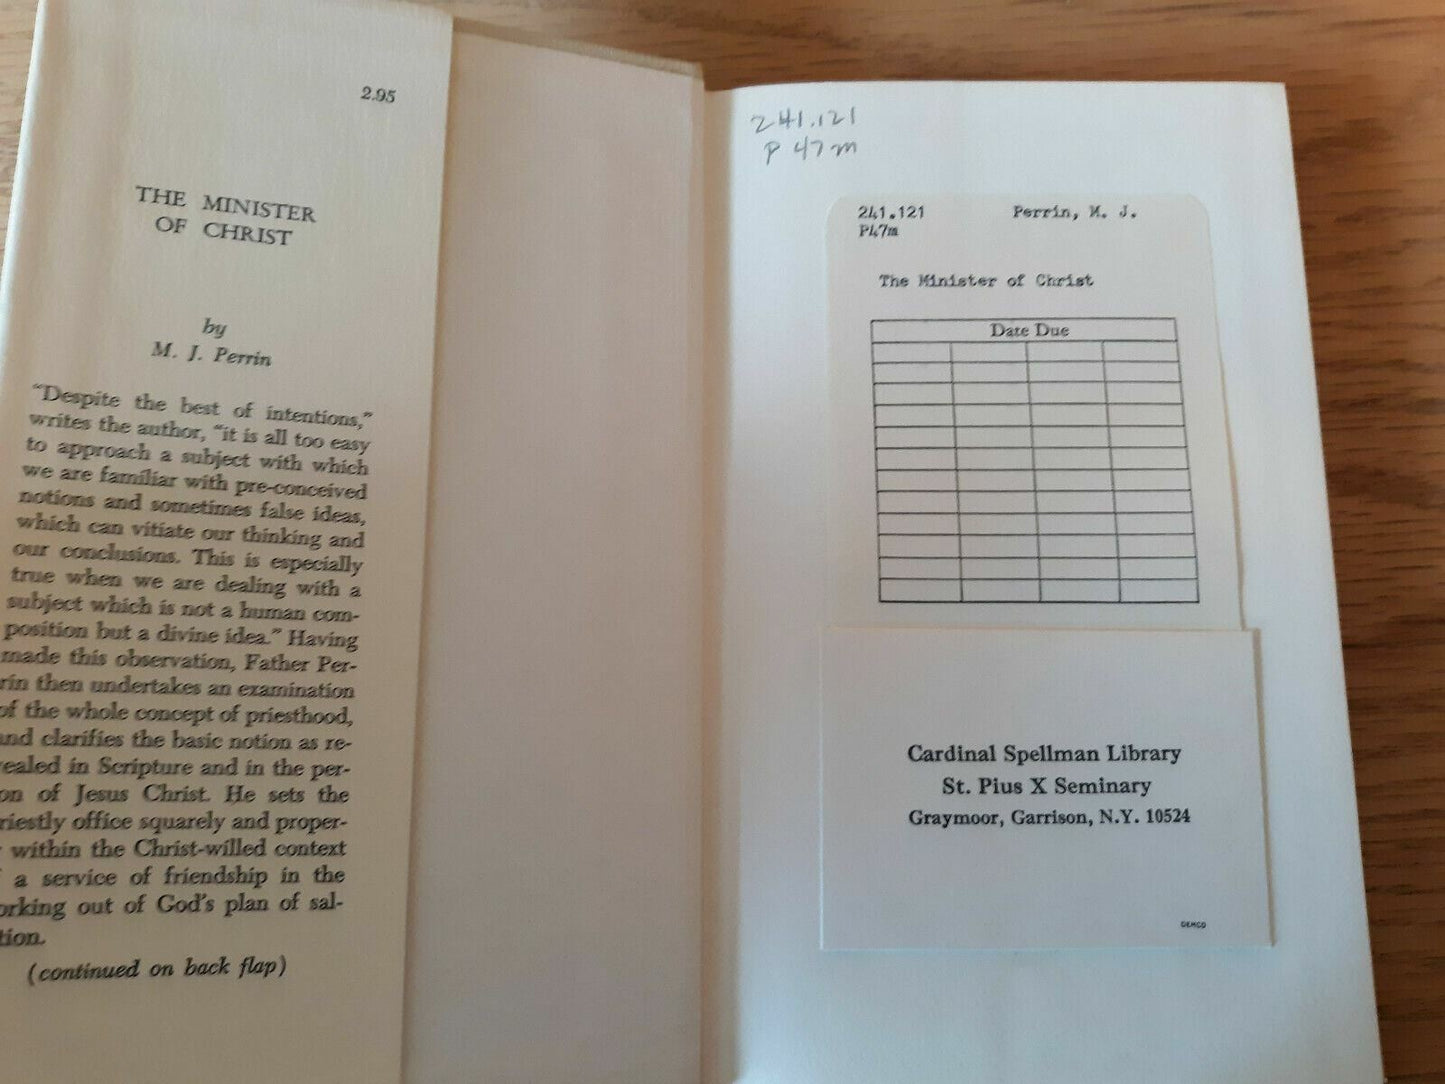 2.95
THE MINISTER
OF CHRIST
by
M. J. Perrin
"Despite the best of intentions,"
writes the author, "it is all too easy
to approach a subject with which
we are familiar with pre-conceived
notions and sometimes false ideas,
which can vitiate our thinking and
our conclusions. This is especially
true when we are dealing with a
subject which is not a human com-
position but a divine idea." Having
made this observation, Father Per-
rin then undertakes an examination
of the whole concept of priesthood,
and clarifies the basic notion as re-
vealed in Scripture and in the per-
on of Jesus Christ. He sets the
riestly office squarely and proper-
within the Christ-willed context
a service of friendship in the
orking out of God's plan of sal-
tion.
(continued on back flap)
241.121
P47m
241.121 Perrin, M. J.
P47m
The Minister of Christ
Date Due
Cardinal Spellman Library
St. Pius X Seminary
Graymoor, Garrison, N.Y. 10524
DEMCO